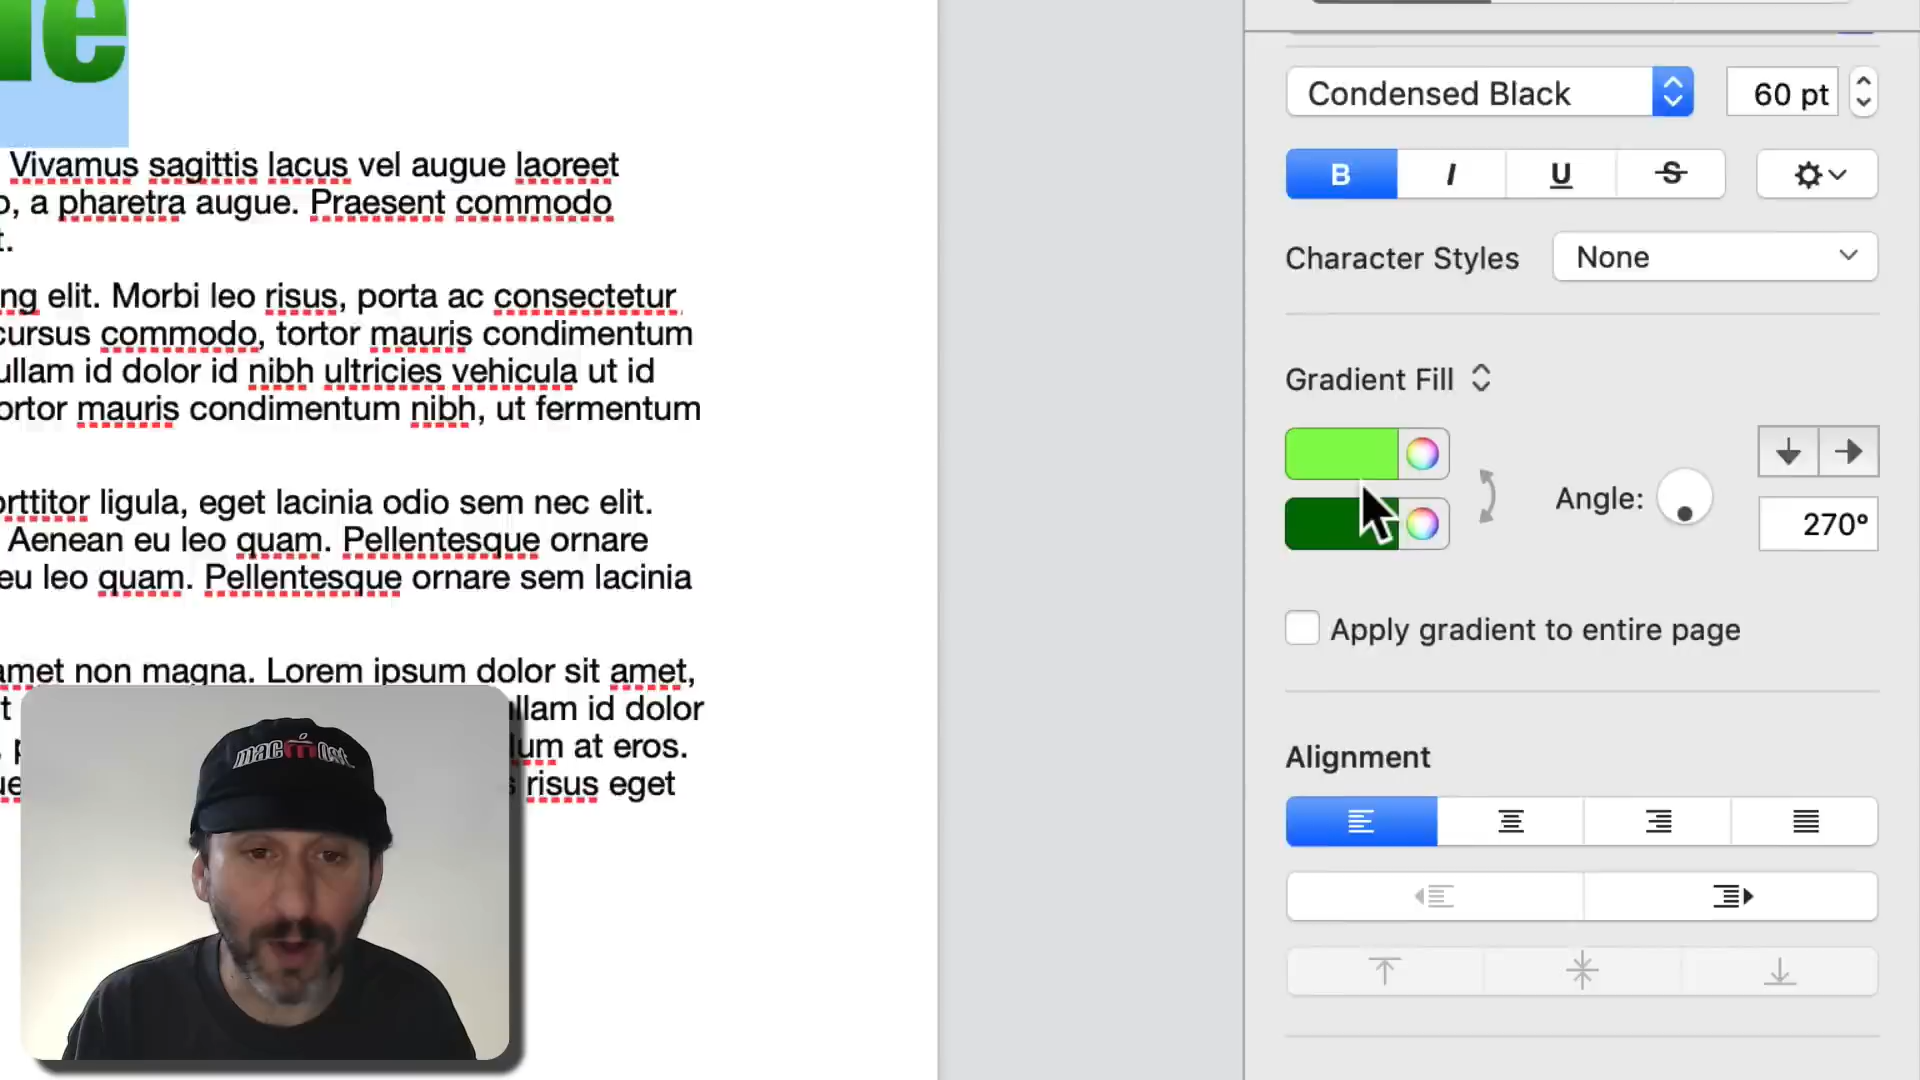 e
Vivamus sagittis lacus vel augue laoreet
o, a pharetra augue. Praesent commodo
t.
ng elit. Morbi leo risus, porta ac consectetur
cursus commodo, tortor mauris condimentum
ullam id dolor id nibh ultricies vehicula ut id
ortor mauris condimentum nibh, ut fermentum
orttitor ligula, eget lacinia odio sem nec elit.
Aenean eu leo quam. Pellentesque ornare
eu leo quam. Pellentesque ornare sem lacinia
amet non magna. Lorem ipsum dolor sit amet,
t llam id dolor
, p lum at eros.
ue s risus eget
macmost
Condensed Black
60 pt
B I U S
Character Styles
None
Gradient Fill
Angle:
270°
Apply gradient to entire page
Alignment